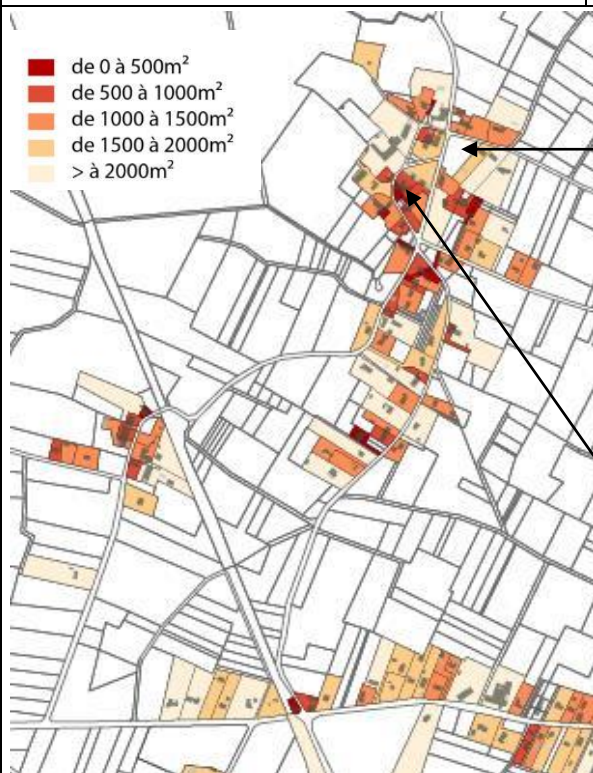 de 0 à 500m²
de 500 à 1000m²
de 1000 à 1500m²
de 1500 à 2000m²
> à 2000m²